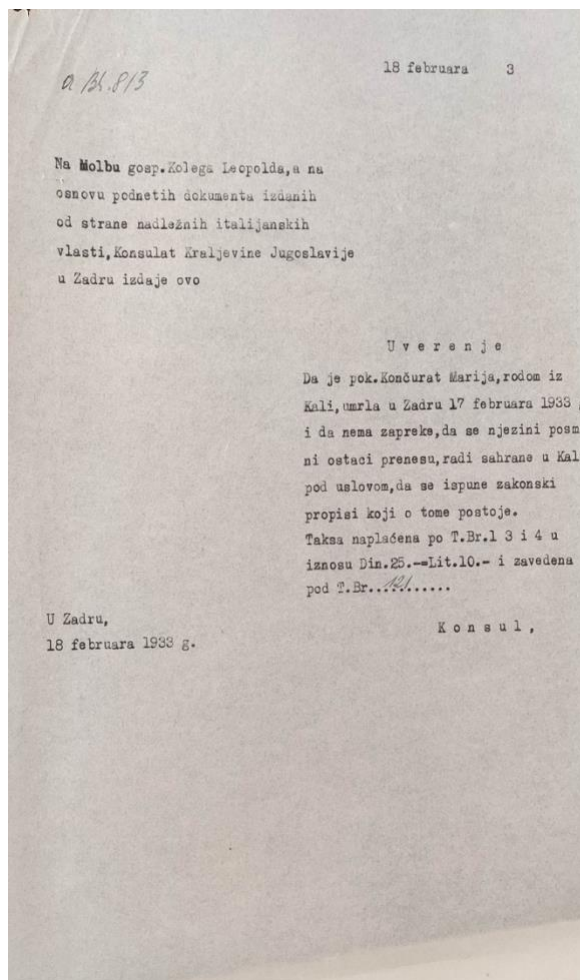 18 februara 3
a Br. 813
Na Molbu gosp.Kolega Leopolda,a na
osnovu podnetih dokumenta izdanih
od strane nadležnih italijanskih
vlasti,Konsulat Kraljevine Jugoslavije
u Zadru izdaje ovo
U v e r e n j e
Da je pok.Končurat Marija,rodom iz
Kali,umrla u Zadru 17 februara 1933
i da nema zapreke,da se njezini posm
ni ostaci prenesu,radi sahrane u Kal
pod uslovom,da se ispune zakonski
propisi koji o tome postoje.
Taksa naplaćena po T.Br.1 3 i 4 u
iznosu Din.25.-=Lit.10.- i zavedena
pod T.Br...121.......
U Zadru,
18 februara 1933 g.
K o n s u l ,